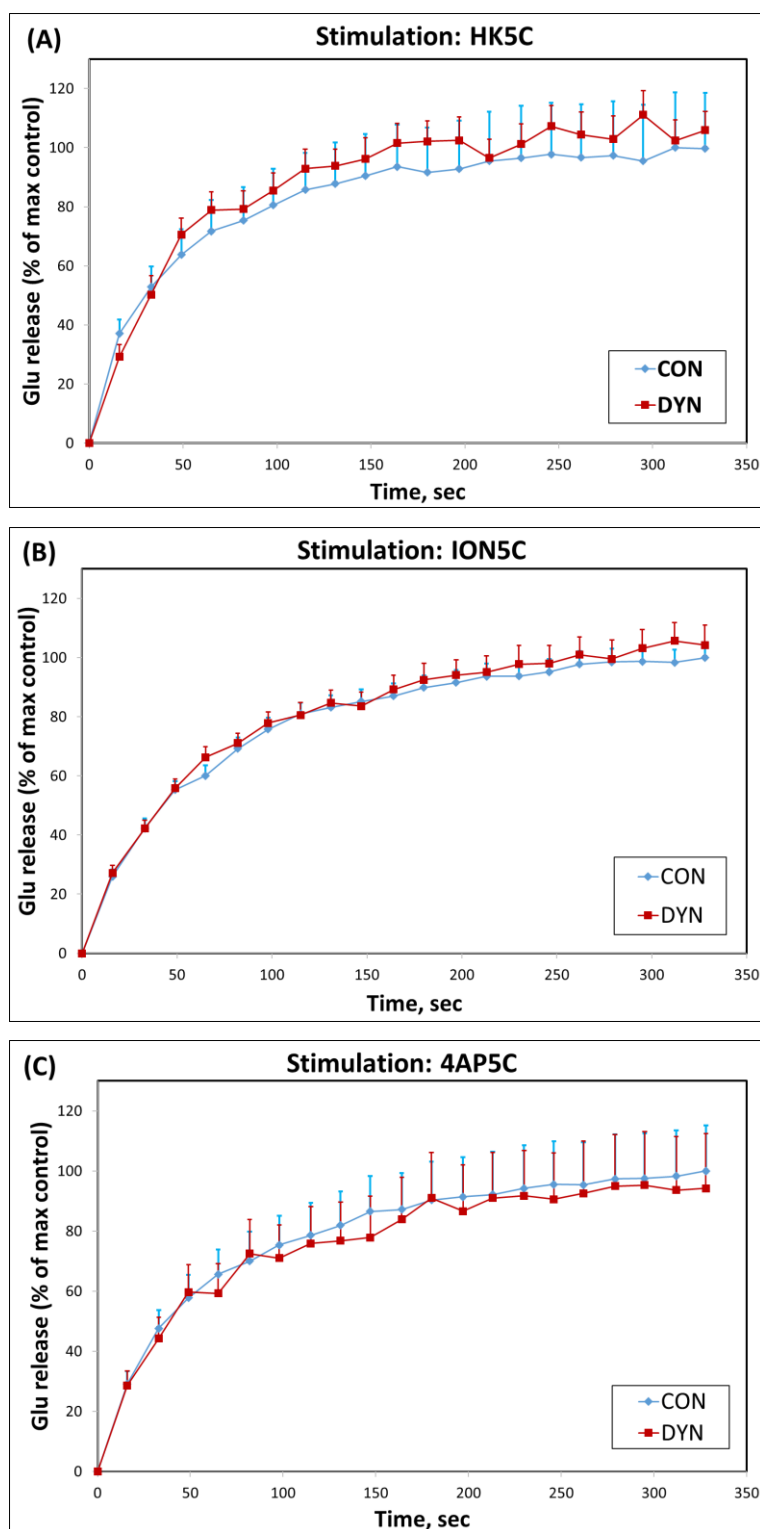 (A) Stimulation: HK5C
Glu release (% of max control)
120
100
80
60
40
20
0
0 50 100 150 200 250 300 350
Time, sec
CON
DYN
(B) Stimulation: ION5C
Glu release (% of max control)
120
100
80
60
40
20
0
0 50 100 150 200 250 300 350
Time, sec
CON
DYN
(C) Stimulation: 4AP5C
Glu release (% of max control)
120
100
80
60
40
20
0
0 50 100 150 200 250 300 350
Time, sec
CON
DYN